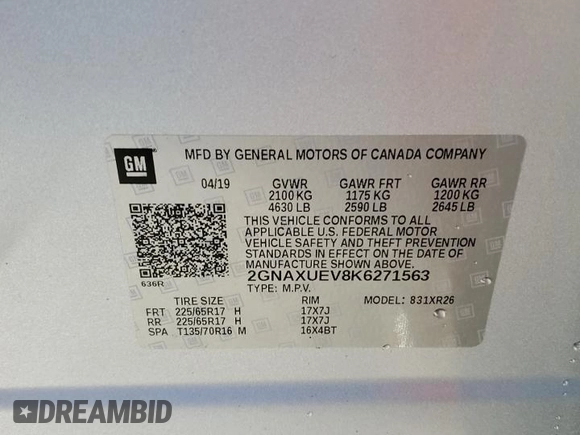 GM
MFD BY GENERAL MOTORS OF CANADA COMPANY
04/19 GVWR GAWR FRT GAWR RR
2100 KG 1175 KG 1200 KG
4630 LB 2590 LB 2645 LB
THIS VEHICLE CONFORMS TO ALL
APPLICABLE U.S. FEDERAL MOTOR
VEHICLE SAFETY AND THEFT PREVENTION
STANDARDS IN EFFECT ON THE DATE OF
MANUFACTURE SHOWN ABOVE.
2GNAXUEV8K6271563
636R TYPE: M.P.V.
TIRE SIZE RIM MODEL: 831XR26
FRT 225/65R17 H 17X7J
RR 225/65R17 H 17X7J
SPA T135/70R16 M 16X4BT
DREAMBID